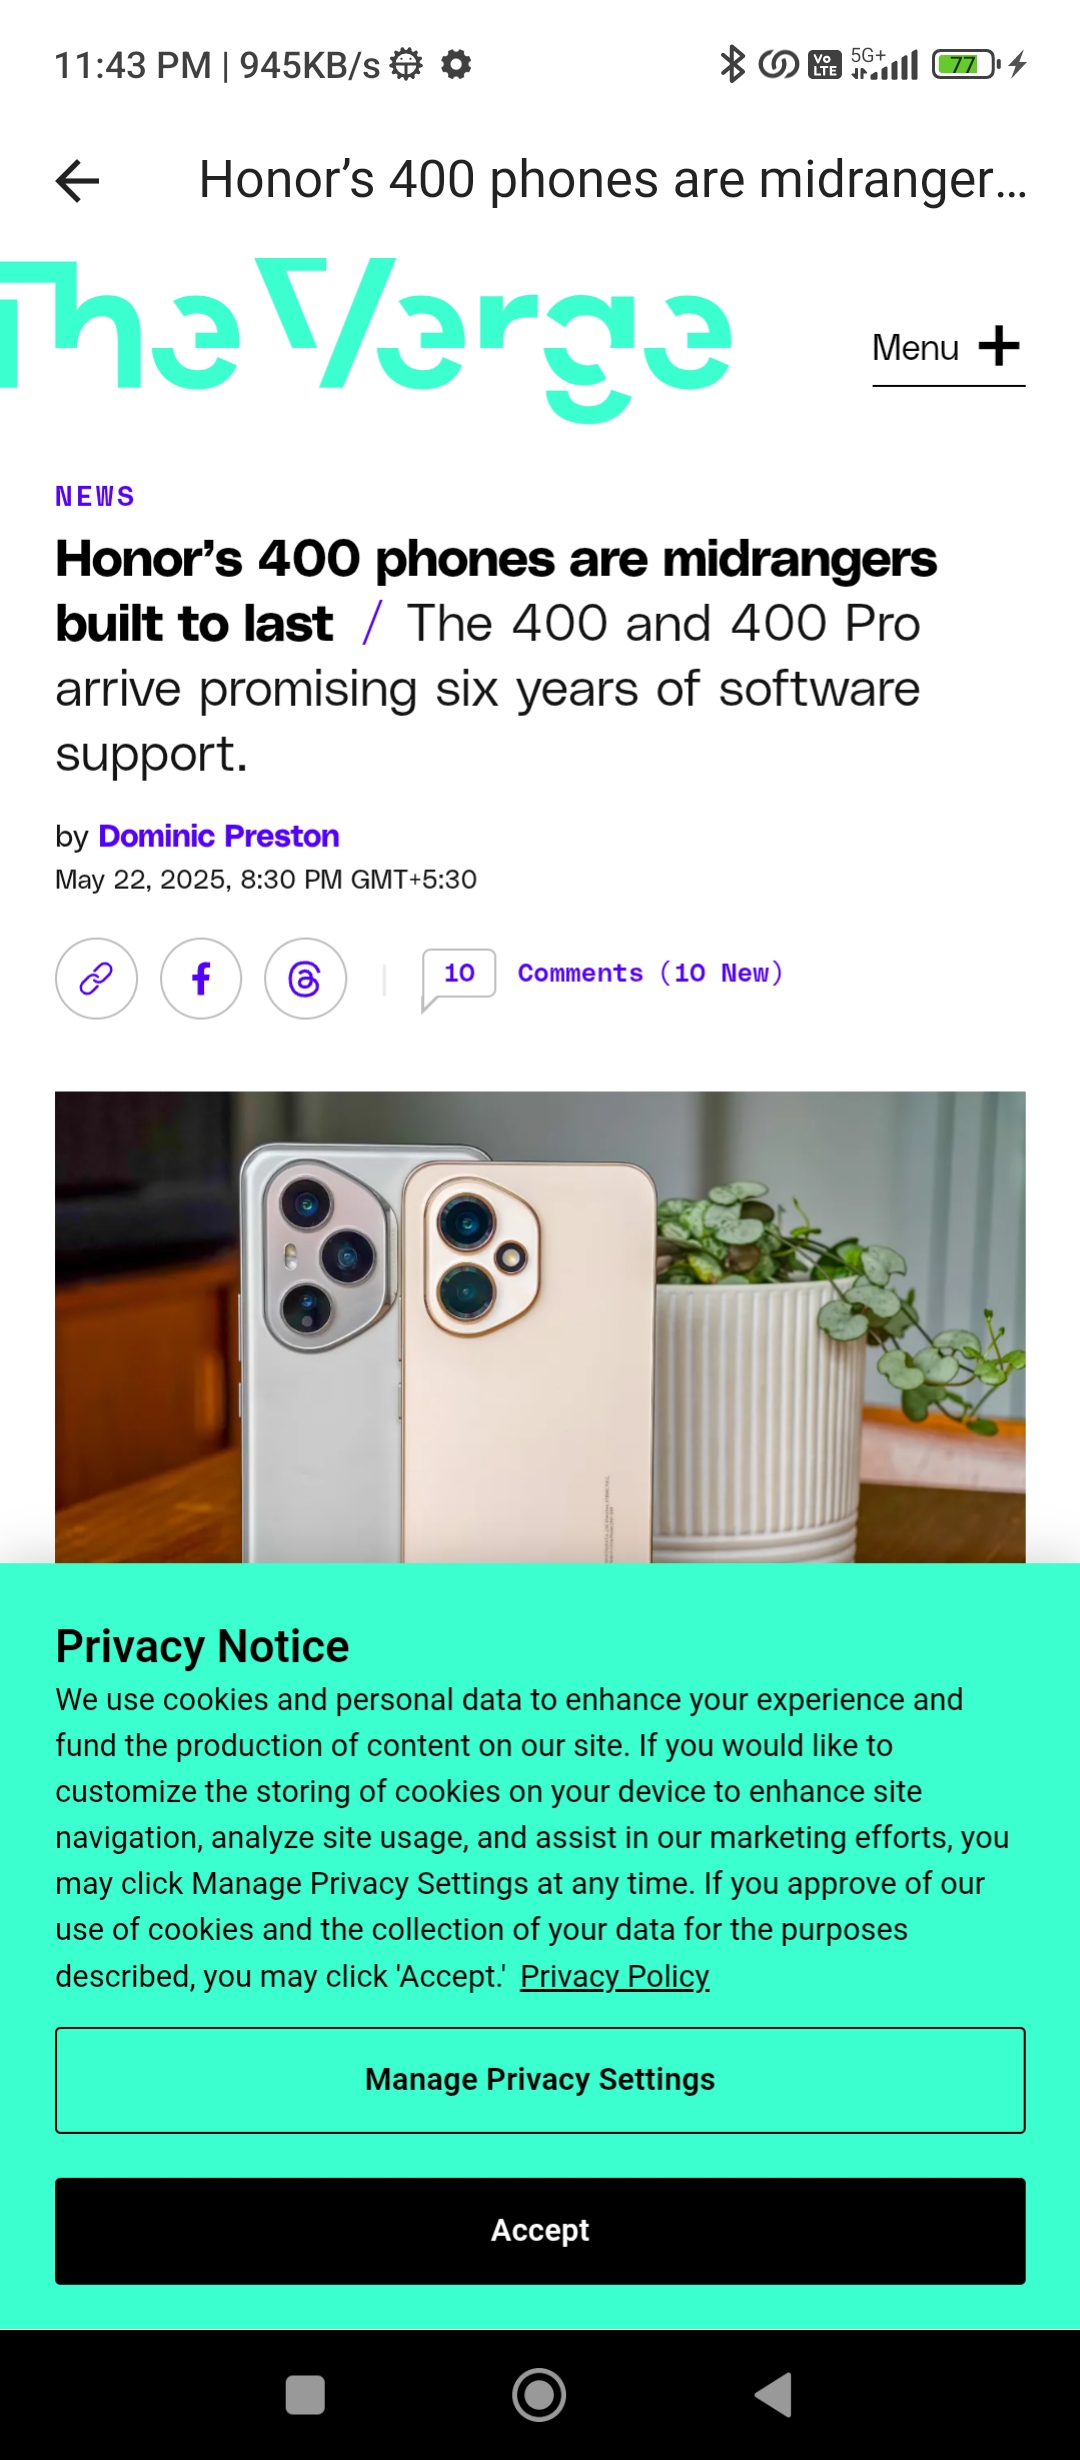 11:43 PM | 945KB/s
Vo LTE 5G+ 77
Honor’s 400 phones are midranger...
The Verge
Menu
NEWS
Honor’s 400 phones are midrangers
built to last / The 400 and 400 Pro
arrive promising six years of software
support.
by Dominic Preston
May 22, 2025, 8:30 PM GMT+5:30
10 Comments (10 New)
Privacy Notice
We use cookies and personal data to enhance your experience and
fund the production of content on our site. If you would like to
customize the storing of cookies on your device to enhance site
navigation, analyze site usage, and assist in our marketing efforts, you
may click Manage Privacy Settings at any time. If you approve of our
use of cookies and the collection of your data for the purposes
described, you may click 'Accept.' Privacy Policy
Manage Privacy Settings
Accept